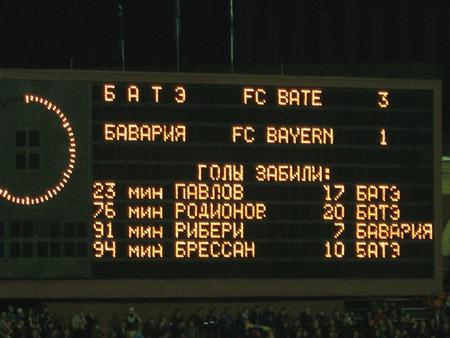 БАТЭ FC BATE 3
БАВАРИЯ FC BAYERN 1
ГОЛЫ ЗАБИЛИ:
23 мин ПАВЛОВ 17 БАТЭ
76 мин РОДИОНОВ 20 БАТЭ
91 мин РИБЕРИ 7 БАВАРИЯ
94 мин БРЕССАН 10 БАТЭ